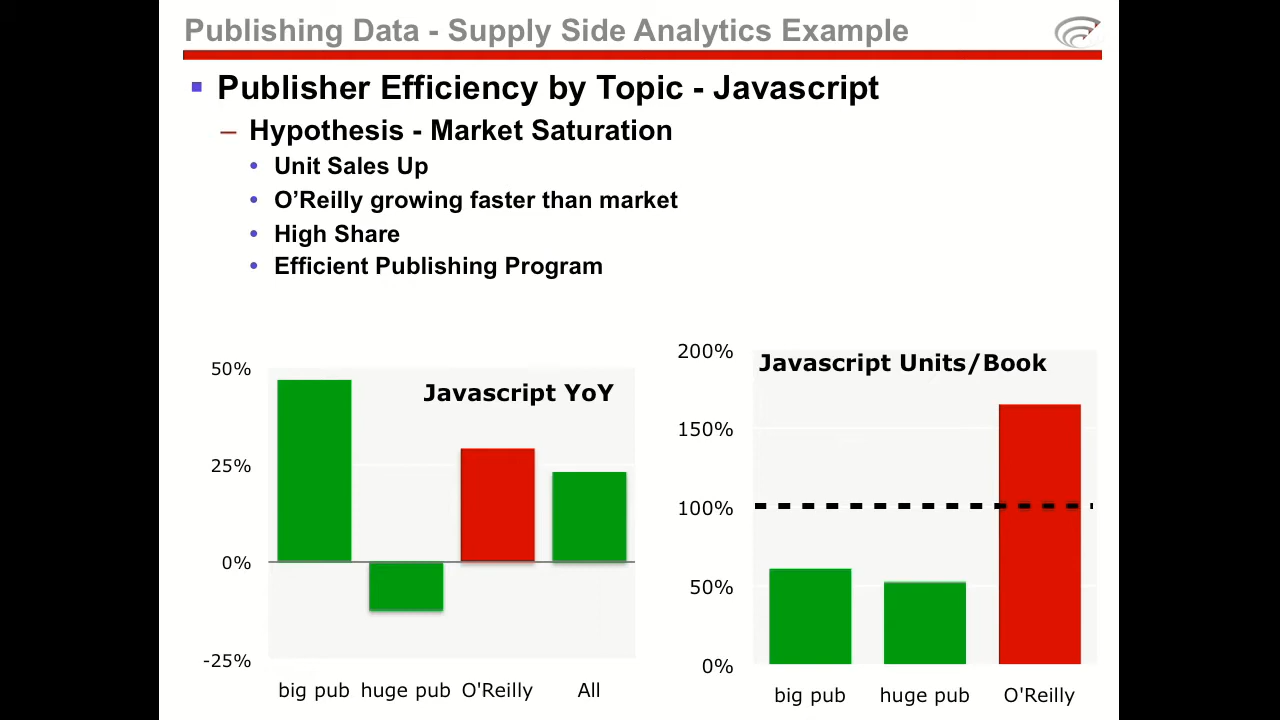 Publishing Data - Supply Side Analytics Example
Publisher Efficiency by Topic - Javascript
– Hypothesis - Market Saturation
• Unit Sales Up
• O’Reilly growing faster than market
• High Share
• Efficient Publishing Program
Javascript YoY
50%
25%
0%
-25%
big pub huge pub O'Reilly All
Javascript Units/Book
200%
150%
100%
50%
0%
big pub huge pub O'Reilly